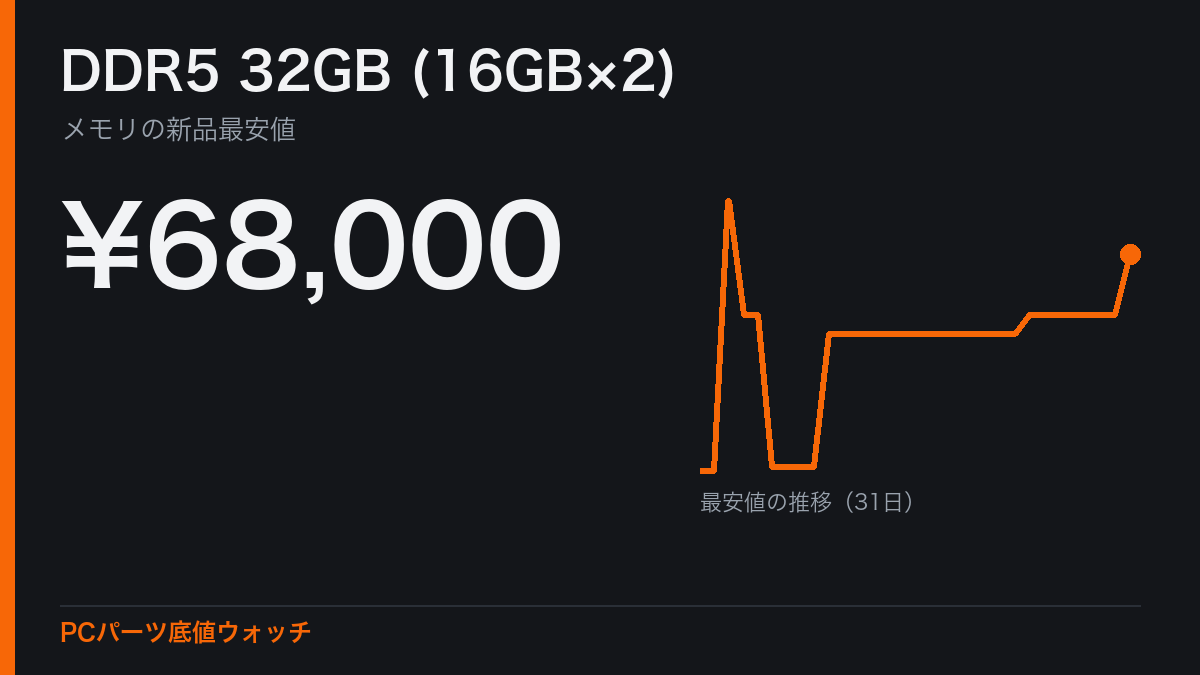 DDR5 32GB (16GB×2)
メモリの新品最安値
¥68,000
最安値の推移（31日）
PCパーツ底値ウォッチ